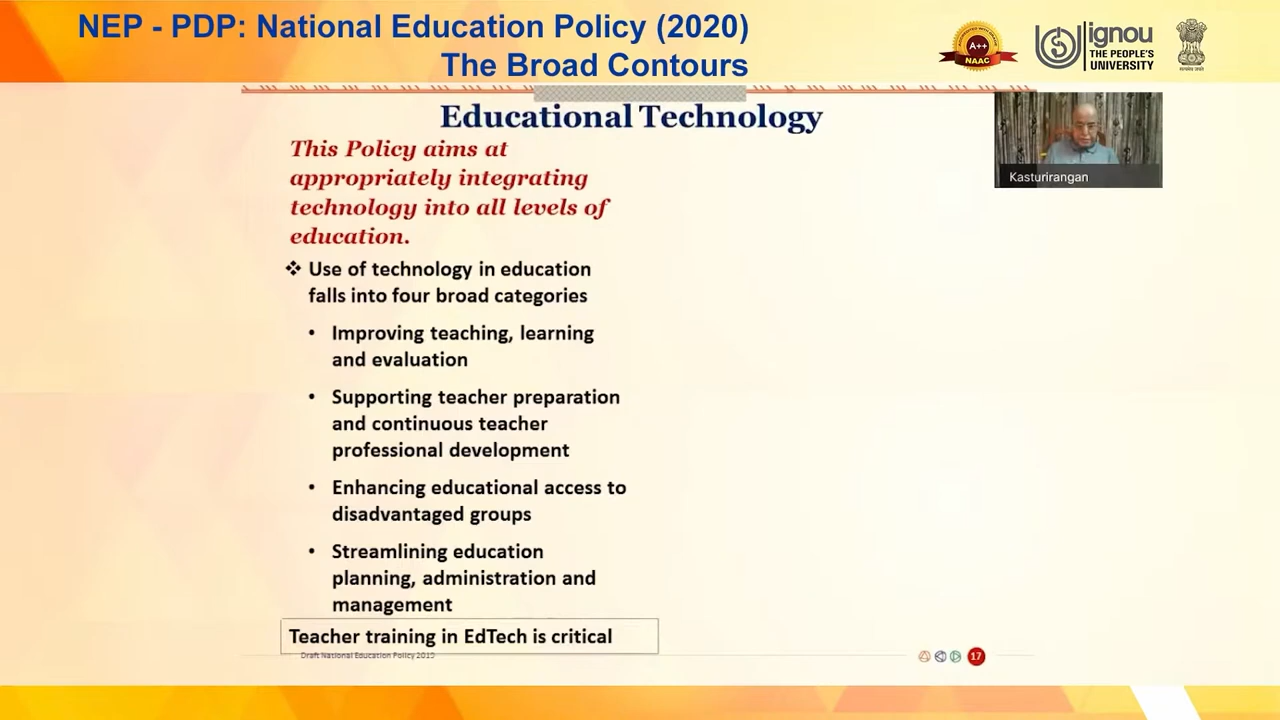 NEP - PDP: National Education Policy (2020)
The Broad Contours
A++
NAAC
ignou
THE PEOPLE'S
UNIVERSITY
Educational Technology
Kasturirangan
This Policy aims at
appropriately integrating
technology into all levels of
education.
❖ Use of technology in education
falls into four broad categories
• Improving teaching, learning
and evaluation
• Supporting teacher preparation
and continuous teacher
professional development
• Enhancing educational access to
disadvantaged groups
• Streamlining education
planning, administration and
management
Teacher training in EdTech is critical
Draft National Education Policy 2019
17